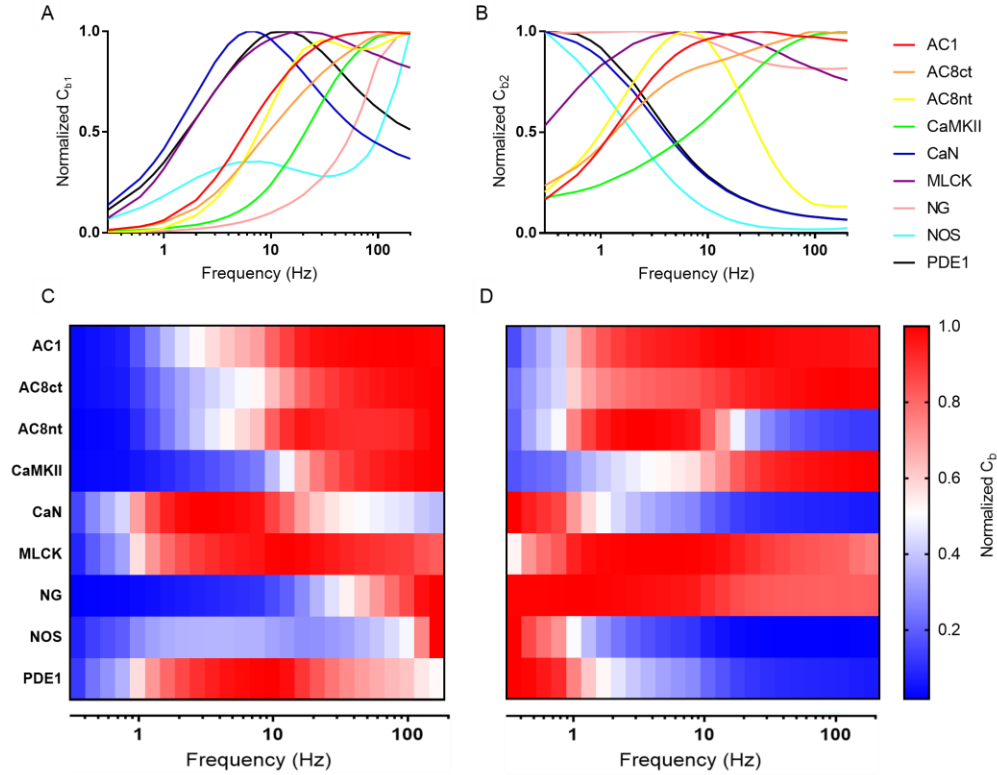 A
Normalized Cb1
1.0
0.5
0.0
1
10
100
Frequency (Hz)
B
Normalized Cb2
1.0
0.5
0.0
1
10
100
Frequency (Hz)
AC1
AC8ct
AC8nt
CaMKII
CaN
MLCK
NG
NOS
PDE1
C
AC1
AC8ct
AC8nt
CaMKII
CaN
MLCK
NG
NOS
PDE1
1
10
100
Frequency (Hz)
D
1
10
100
Frequency (Hz)
1.0
0.8
0.6
0.4
0.2
Normalized Cb